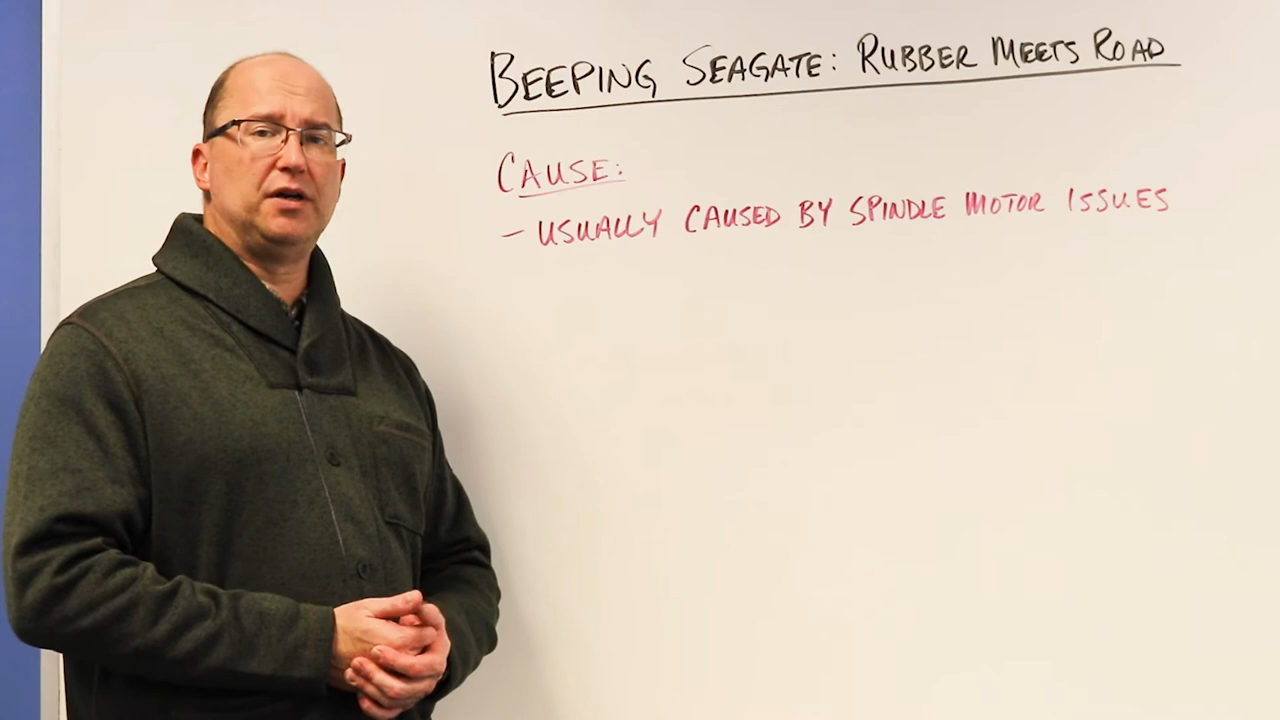 BEEPING SEAGATE: RUBBER MEETS ROAD
CAUSE:
- USUALLY CAUSED BY SPINDLE MOTOR ISSUES